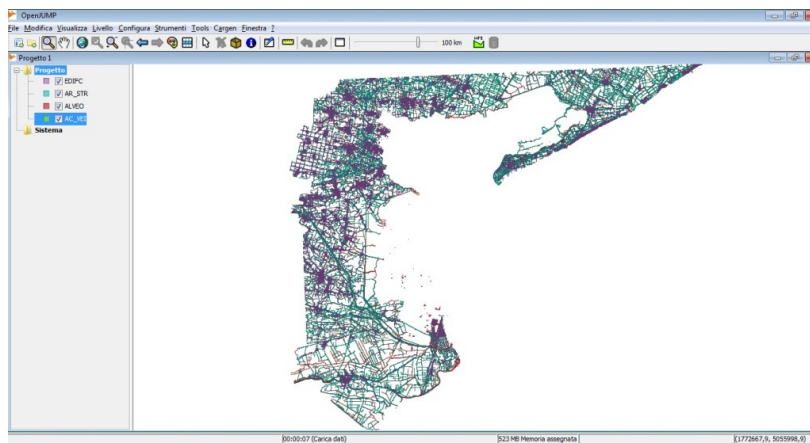 OpenJUMP
File Modifica Visualizza Livello Configura Strumenti Tools Cargen Finestra ?
100 km
Progetto 1
Progetto
EDIFC
AR_STR
ALVEO
AC_VEI
Sistema
00:00:07 (Carica dati)
523 MB Memoria assegnata
(1772667,9, 5055998,9)